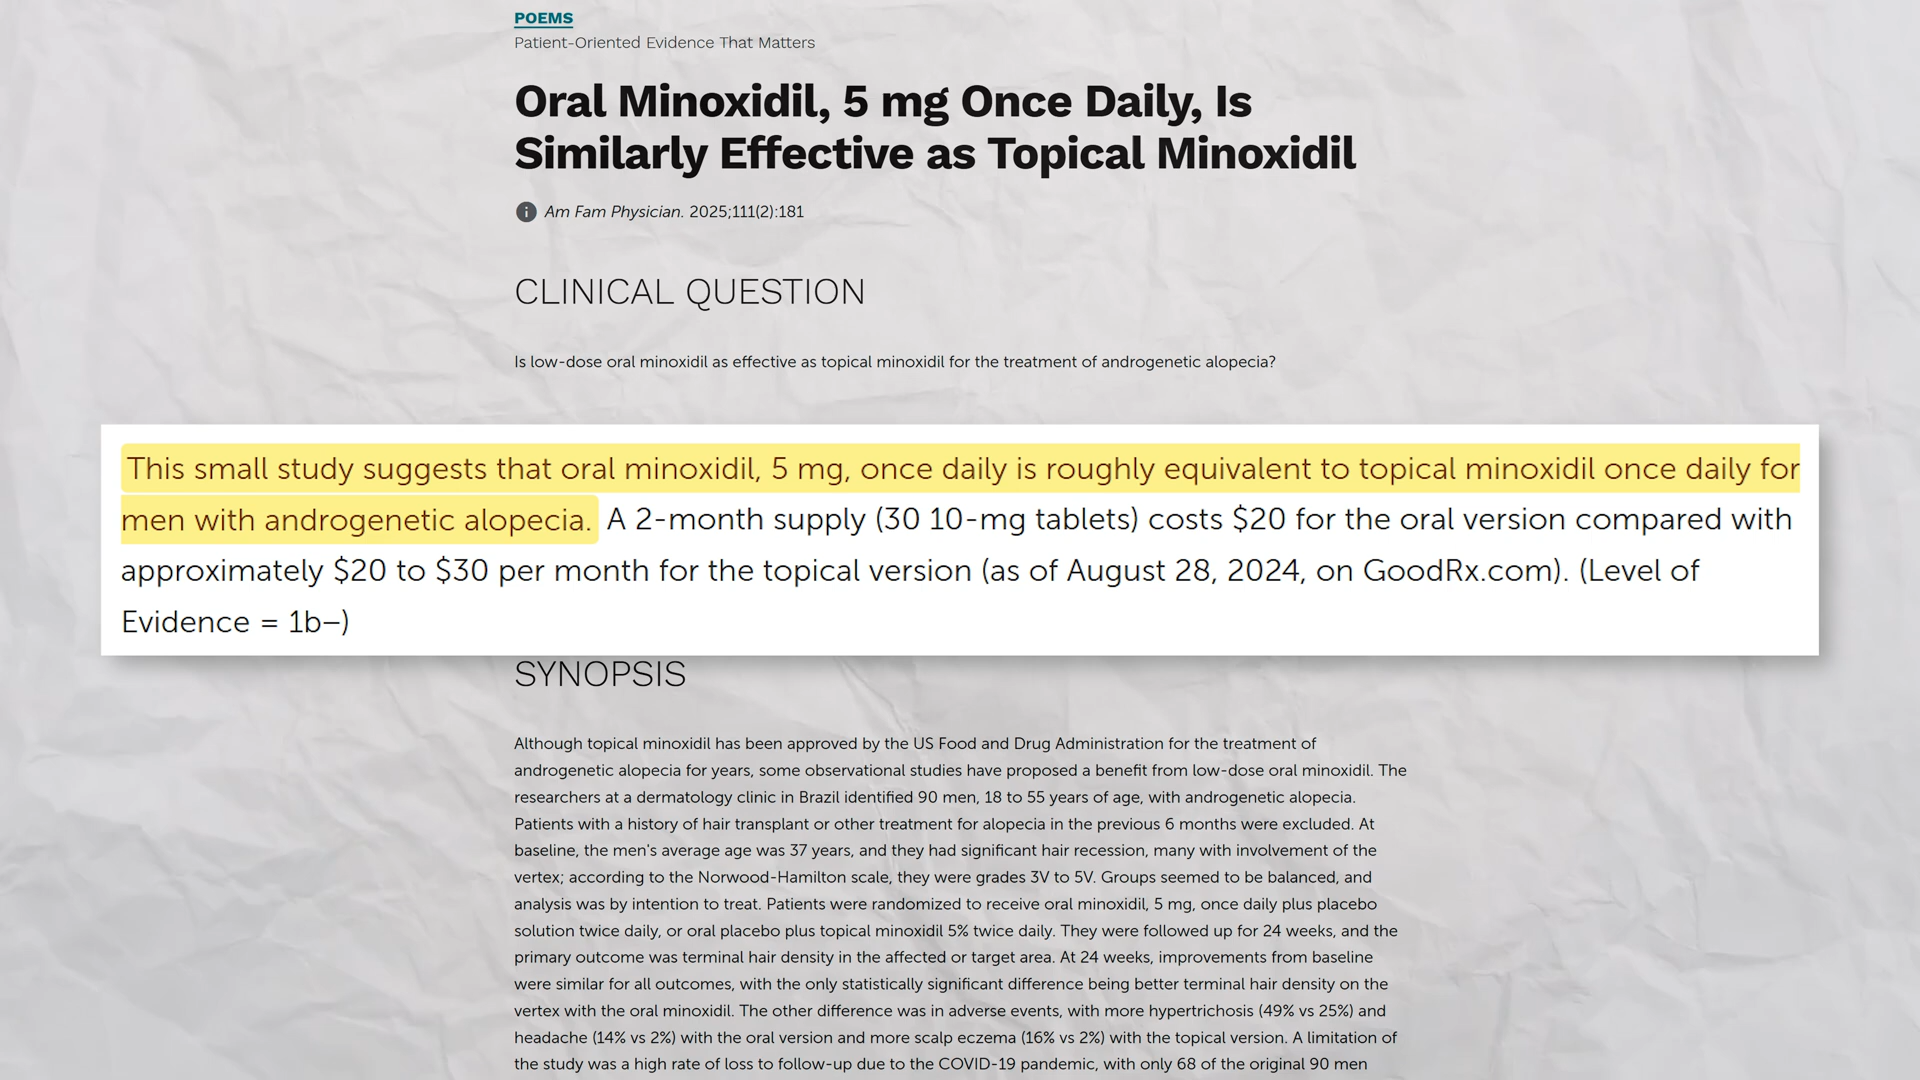 POEMS
Patient-Oriented Evidence That Matters
Oral Minoxidil, 5 mg Once Daily, Is
Similarly Effective as Topical Minoxidil
i Am Fam Physician. 2025;111(2):181
CLINICAL QUESTION
Is low-dose oral minoxidil as effective as topical minoxidil for the treatment of androgenetic alopecia?
This small study suggests that oral minoxidil, 5 mg, once daily is roughly equivalent to topical minoxidil once daily for
men with androgenetic alopecia. A 2-month supply (30 10-mg tablets) costs $20 for the oral version compared with
approximately $20 to $30 per month for the topical version (as of August 28, 2024, on GoodRx.com). (Level of
Evidence = 1b–)
SYNOPSIS
Although topical minoxidil has been approved by the US Food and Drug Administration for the treatment of
androgenetic alopecia for years, some observational studies have proposed a benefit from low-dose oral minoxidil. The
researchers at a dermatology clinic in Brazil identified 90 men, 18 to 55 years of age, with androgenetic alopecia.
Patients with a history of hair transplant or other treatment for alopecia in the previous 6 months were excluded. At
baseline, the men's average age was 37 years, and they had significant hair recession, many with involvement of the
vertex; according to the Norwood-Hamilton scale, they were grades 3V to 5V. Groups seemed to be balanced, and
analysis was by intention to treat. Patients were randomized to receive oral minoxidil, 5 mg, once daily plus placebo
solution twice daily, or oral placebo plus topical minoxidil 5% twice daily. They were followed up for 24 weeks, and the
primary outcome was terminal hair density in the affected or target area. At 24 weeks, improvements from baseline
were similar for all outcomes, with the only statistically significant difference being better terminal hair density on the
vertex with the oral minoxidil. The other difference was in adverse events, with more hypertrichosis (49% vs 25%) and
headache (14% vs 2%) with the oral version and more scalp eczema (16% vs 2%) with the topical version. A limitation of
the study was a high rate of loss to follow-up due to the COVID-19 pandemic, with only 68 of the original 90 men